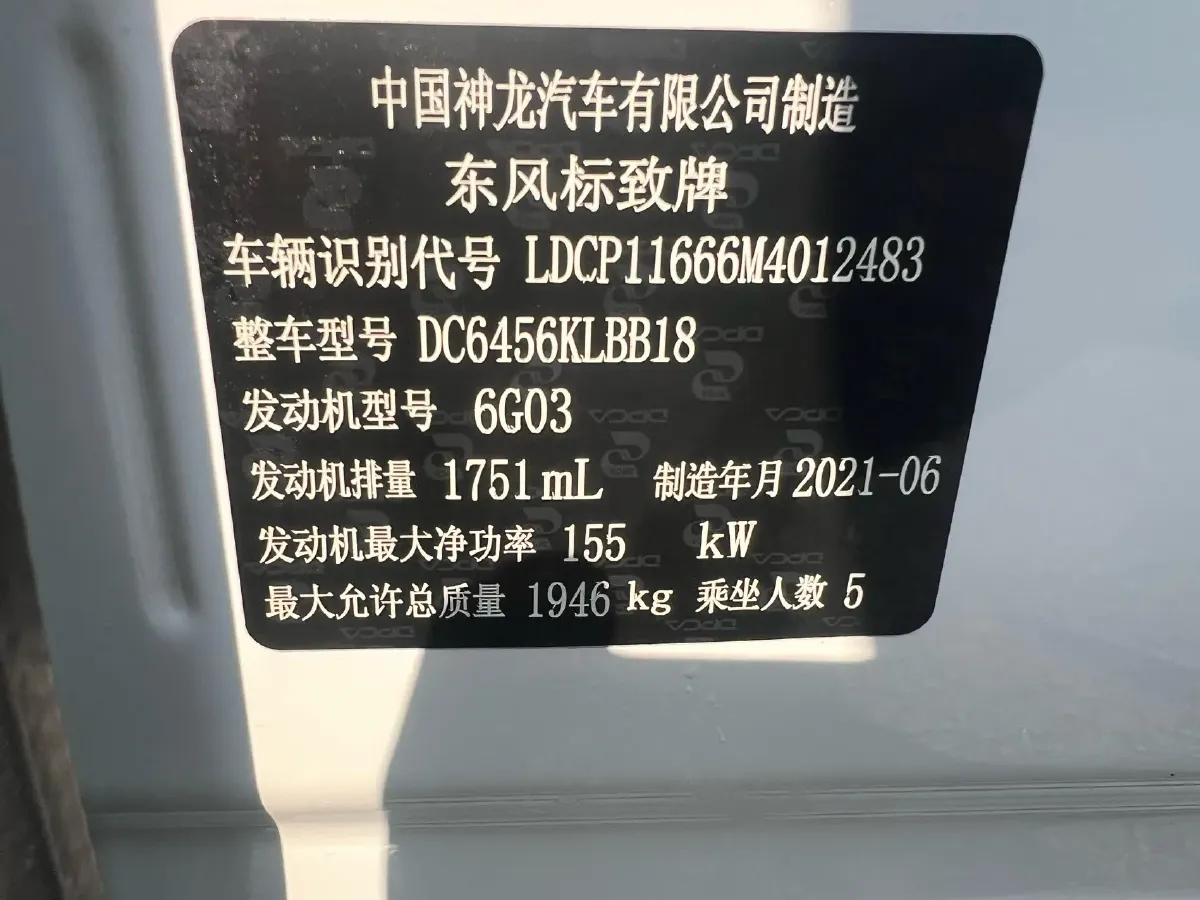 中国神龙汽车有限公司制造
东风标致牌
车辆识别代号 LDCP11666M4012483
整车型号 DC6456KLBB18
发动机型号 6G03
发动机排量 1751mL 制造年月 2021-06
发动机最大净功率 155 kW
最大允许总质量 1946 kg 乘坐人数 5